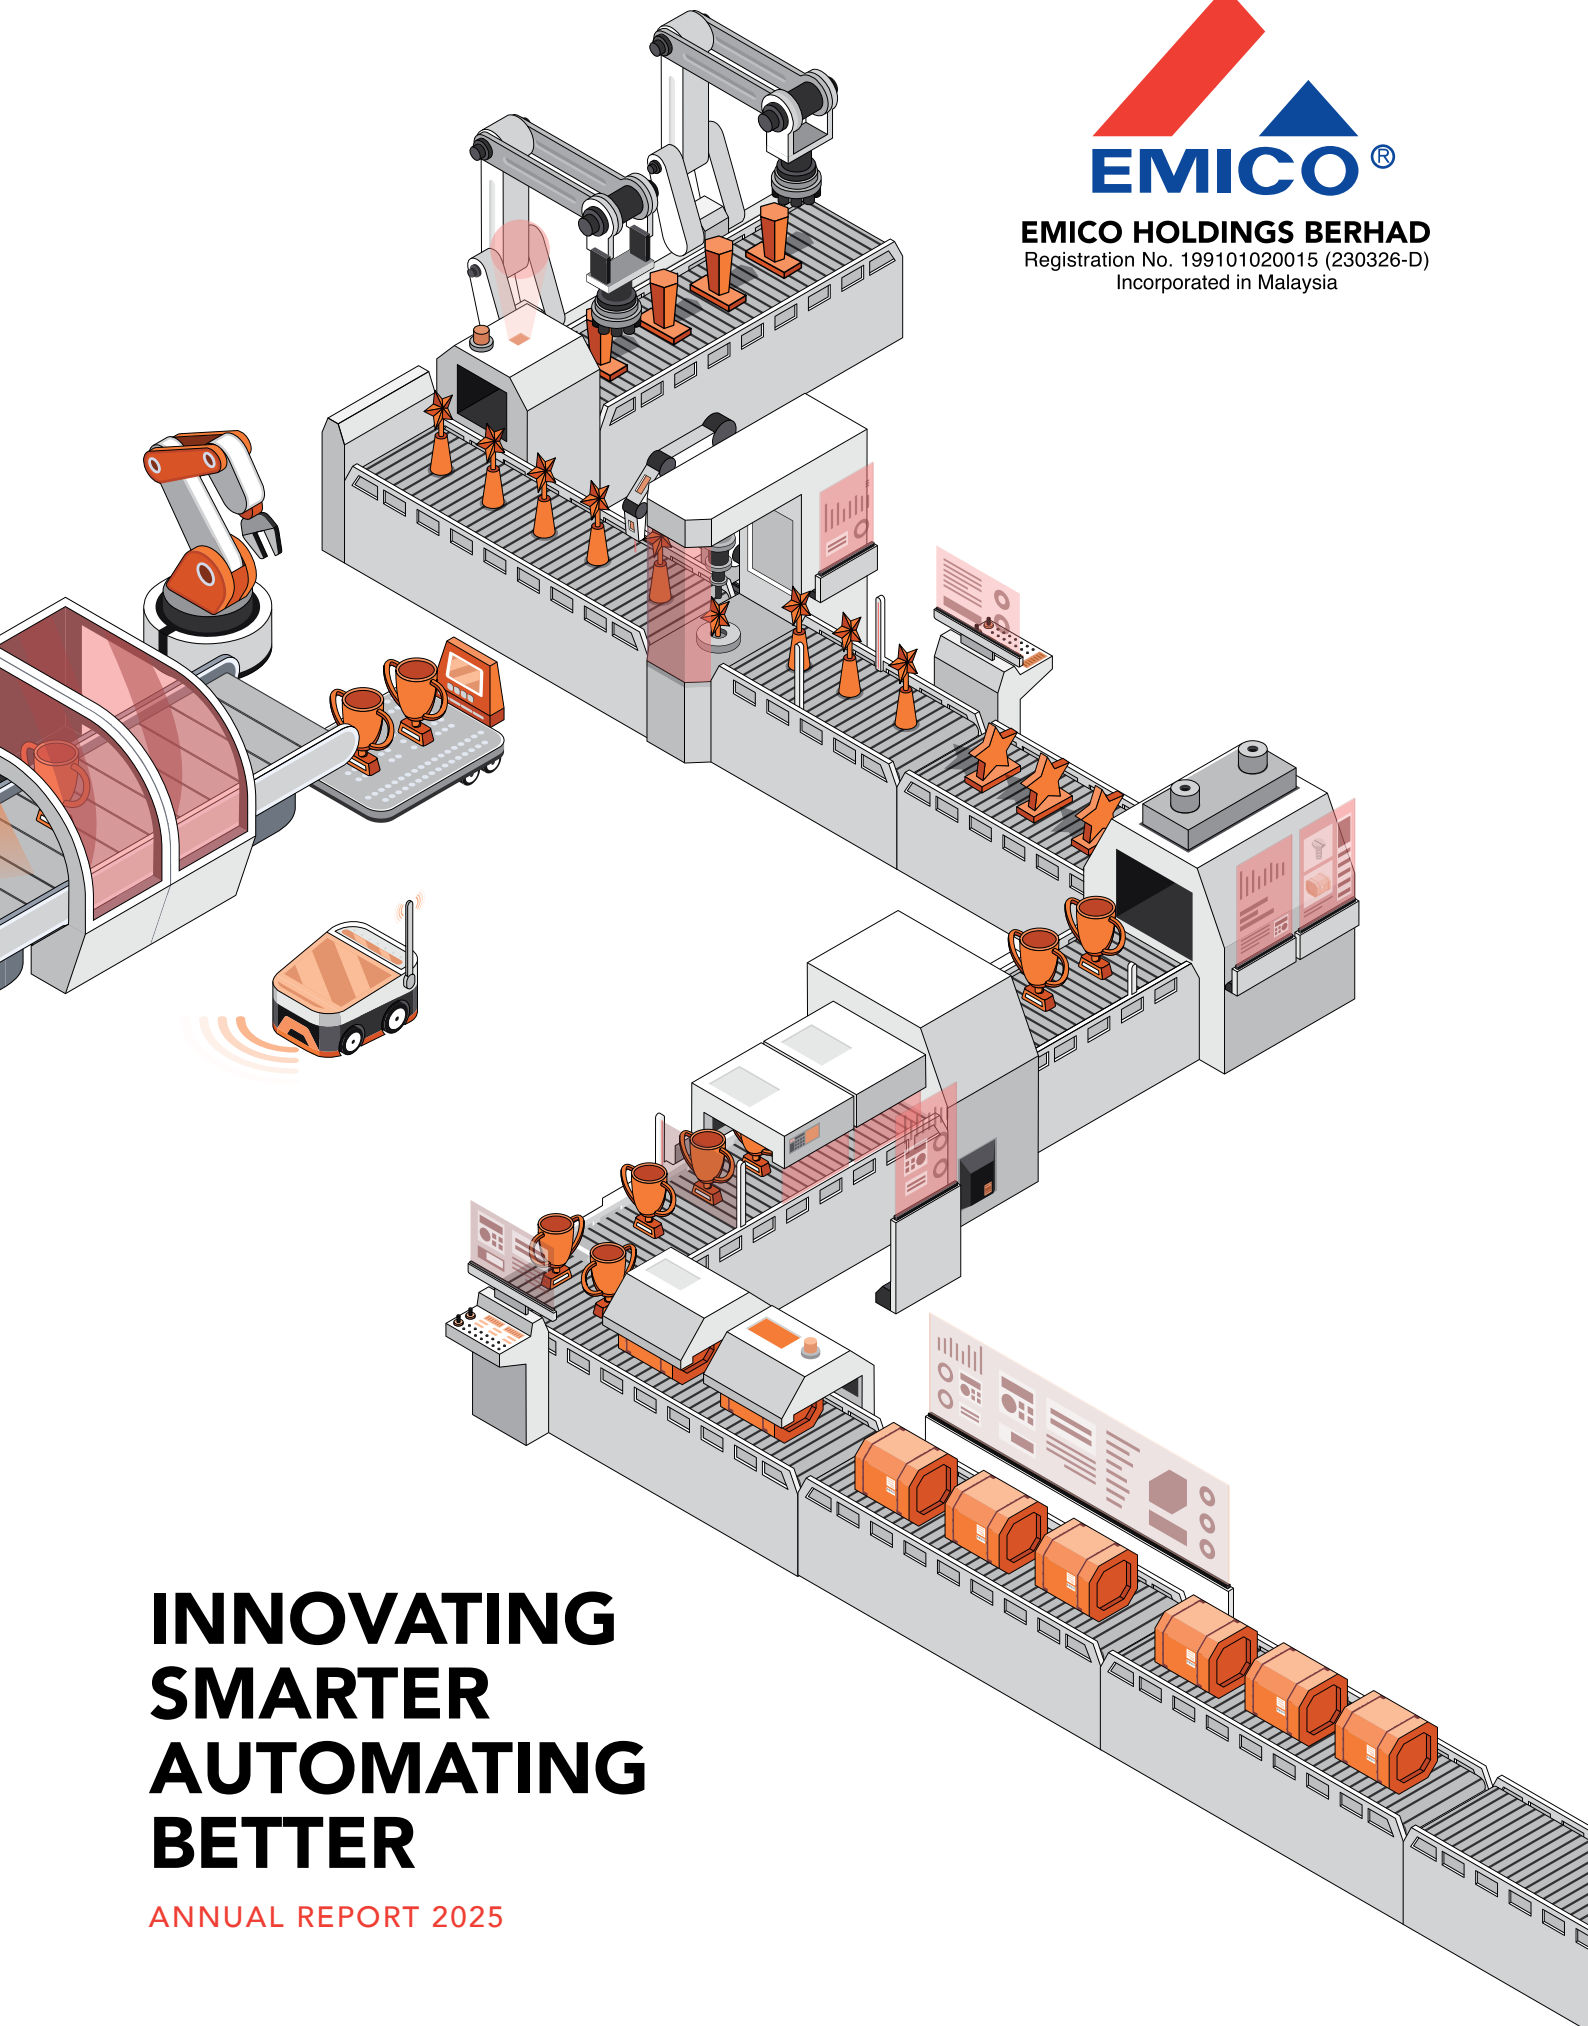 EMICO ®
EMICO HOLDINGS BERHAD
Registration No. 199101020015 (230326-D)
Incorporated in Malaysia
INNOVATING
SMARTER
AUTOMATING
BETTER
ANNUAL REPORT 2025